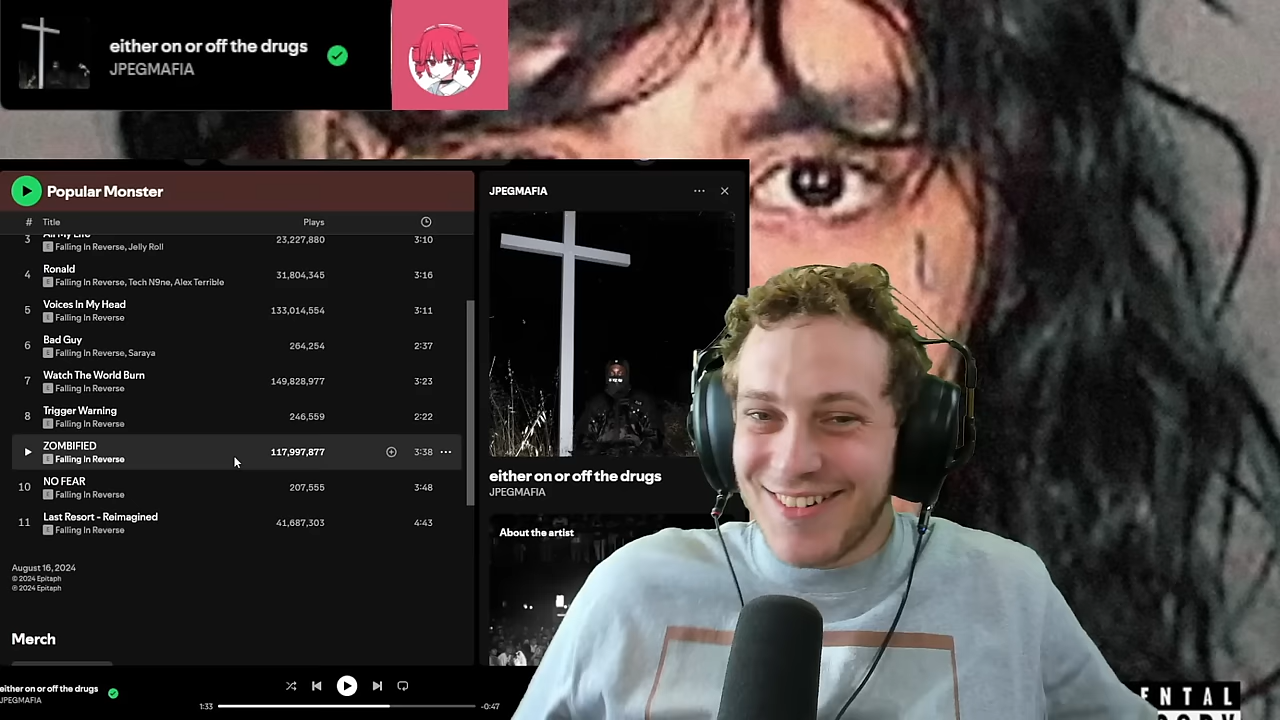 either on or off the drugs
JPEGMAFIA
Popular Monster
JPEGMAFIA
# Title Plays
3 All My Life 23,227,880 3:10
E Falling In Reverse, Jelly Roll
4 Ronald 31,804,345 3:16
E Falling In Reverse, Tech N9ne, Alex Terrible
5 Voices In My Head 133,014,554 3:11
E Falling In Reverse
6 Bad Guy 264,254 2:37
E Falling In Reverse, Saraya
7 Watch The World Burn 149,828,977 3:23
E Falling In Reverse
8 Trigger Warning 246,559 2:22
E Falling In Reverse
ZOMBIFIED 117,997,877 3:38
E Falling In Reverse
10 NO FEAR 207,555 3:48
E Falling In Reverse
11 Last Resort - Reimagined 41,687,303 4:43
E Falling In Reverse
August 16, 2024
© 2024 Epitaph
℗ 2024 Epitaph
Merch
either on or off the drugs
JPEGMAFIA
About the artist
either on or off the drugs
JPEGMAFIA
1:33 -0:47
ENTAL